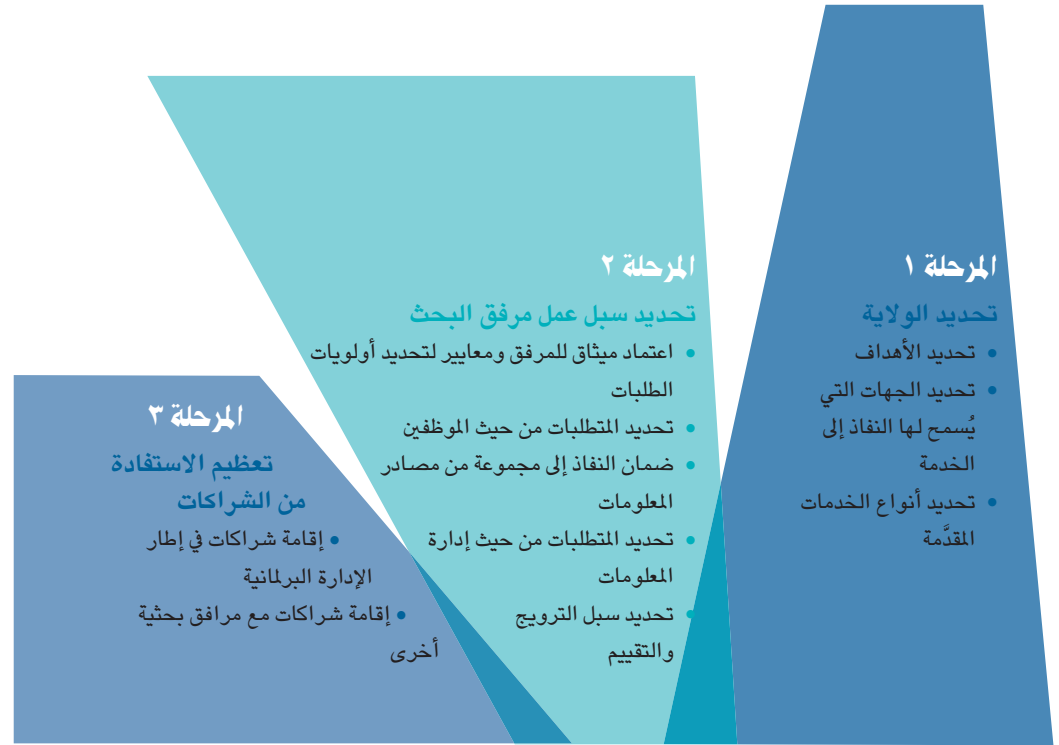 المرحلة ١
تحديد الولاية
• تحديد الأهداف
• تحديد الجهات التي
يُسمح لها النفاذ إلى
الخدمة
• تحديد أنواع الخدمات
المقدَّمة
المرحلة ٢
تحديد سبل عمل مرفق البحث
• اعتماد ميثاق للمرفق ومعايير لتحديد أولويات
الطلبات
• تحديد المتطلبات من حيث الموظفين
• ضمان النفاذ إلى مجموعة من مصادر
المعلومات
• تحديد المتطلبات من حيث إدارة
المعلومات
• تحديد سبل الترويج
والتقييم
المرحلة ٣
تعظيم الاستفادة
من الشراكات
• إقامة شراكات في إطار
الإدارة البرلمانية
• إقامة شراكات مع مرافق بحثية
أخرى